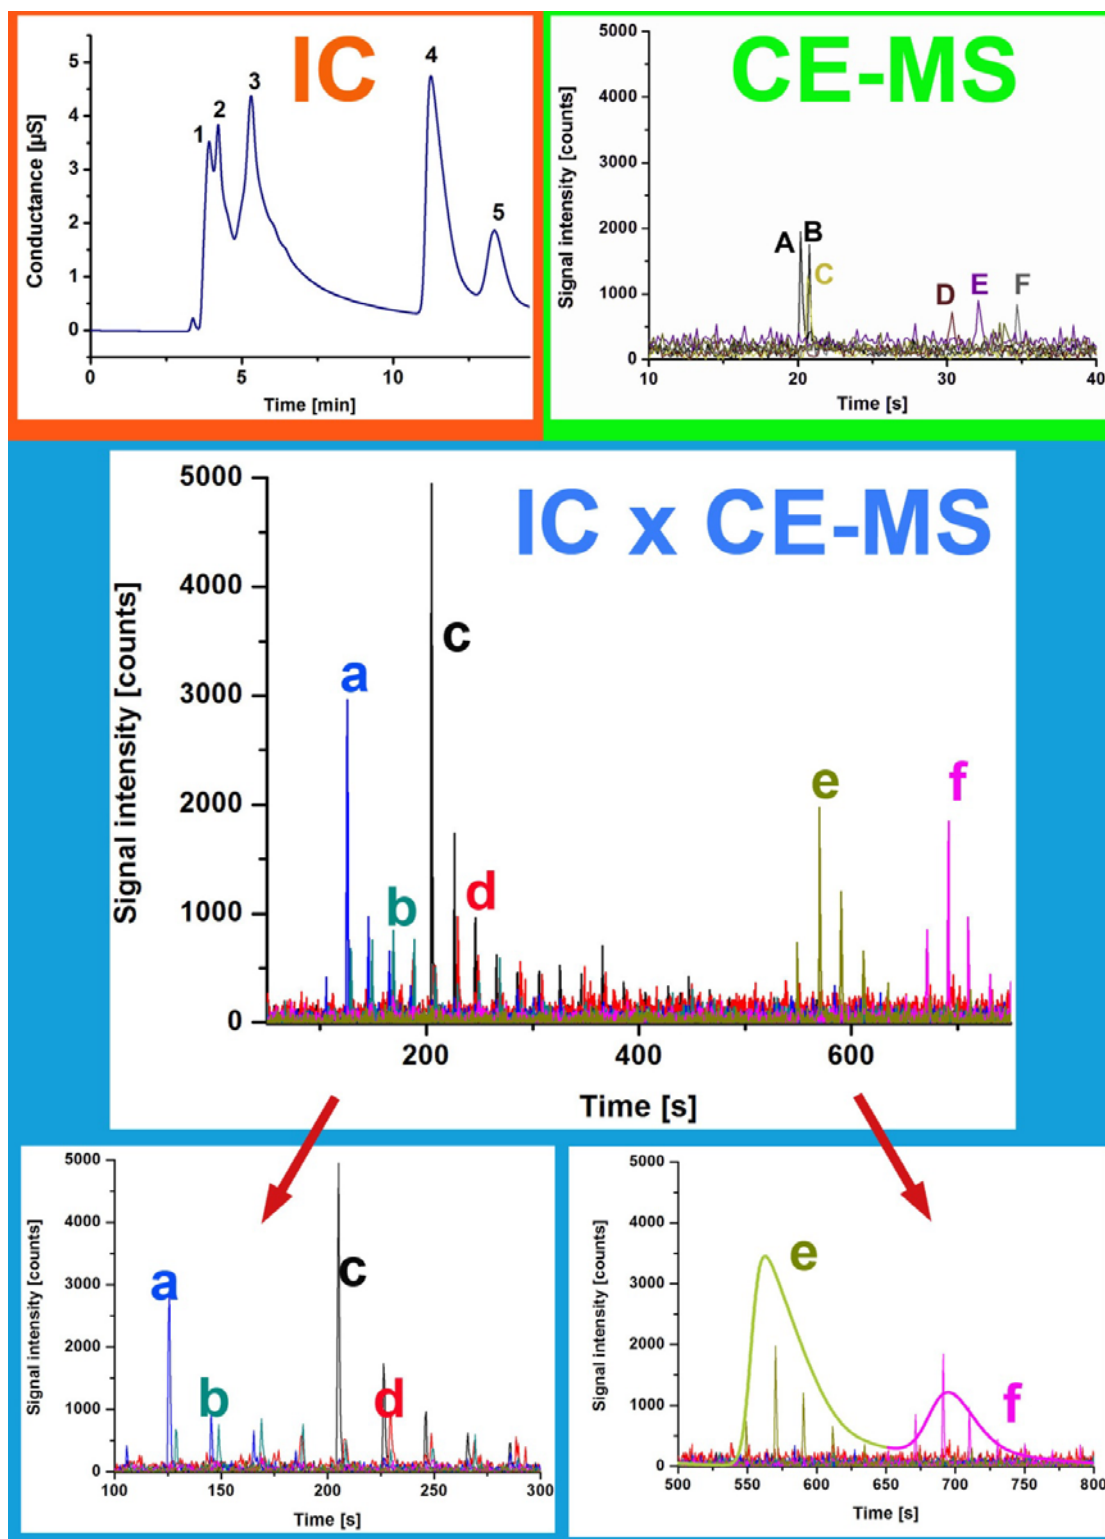 IC
5
4
3
2
1
0
Conductance [µS]
1
2
3
4
5
0
5
10
Time [min]
CE-MS
5000
4000
3000
2000
1000
0
Signal intensity [counts]
A
B
C
D
E
F
10
20
30
40
Time [s]
IC x CE-MS
5000
4000
3000
2000
1000
0
Signal intensity [counts]
a
b
c
d
e
f
200
400
600
Time [s]
5000
4000
3000
2000
1000
0
Signal intensity [counts]
a
b
c
d
100
150
200
250
300
Time [s]
5000
4000
3000
2000
1000
0
Signal intensity [counts]
e
f
500
550
600
650
700
750
800
Time [s]